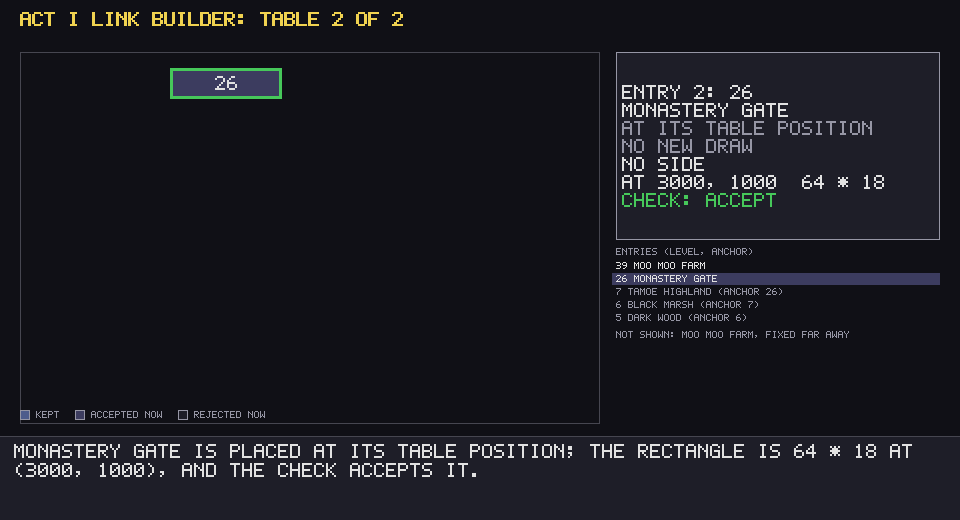 ACT I LINK BUILDER: TABLE 2 OF 2
26
ENTRY 2: 26
MONASTERY GATE
AT ITS TABLE POSITION
NO NEW DRAW
NO SIDE
AT 3000, 1000  64 * 18
CHECK: ACCEPT
ENTRIES (LEVEL, ANCHOR)
39 MOO MOO FARM
26 MONASTERY GATE
7 TAMOE HIGHLAND (ANCHOR 26)
6 BLACK MARSH (ANCHOR 7)
5 DARK WOOD (ANCHOR 6)
NOT SHOWN: MOO MOO FARM, FIXED FAR AWAY
KEPT ACCEPTED NOW REJECTED NOW
MONASTERY GATE IS PLACED AT ITS TABLE POSITION; THE RECTANGLE IS 64 * 18 AT
(3000, 1000), AND THE CHECK ACCEPTS IT.